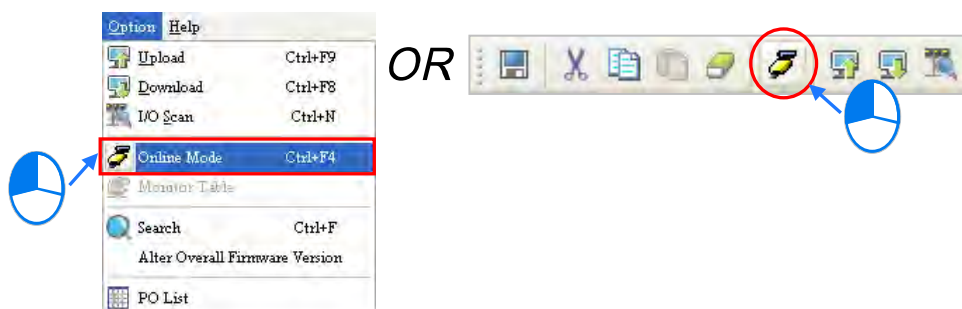 Option Help
Upload Ctrl+F9
Download Ctrl+F8
I/O Scan Ctrl+N
Online Mode Ctrl+F4
Monitor Table
Search Ctrl+F
Alter Overall Firmware Version
PO List
OR